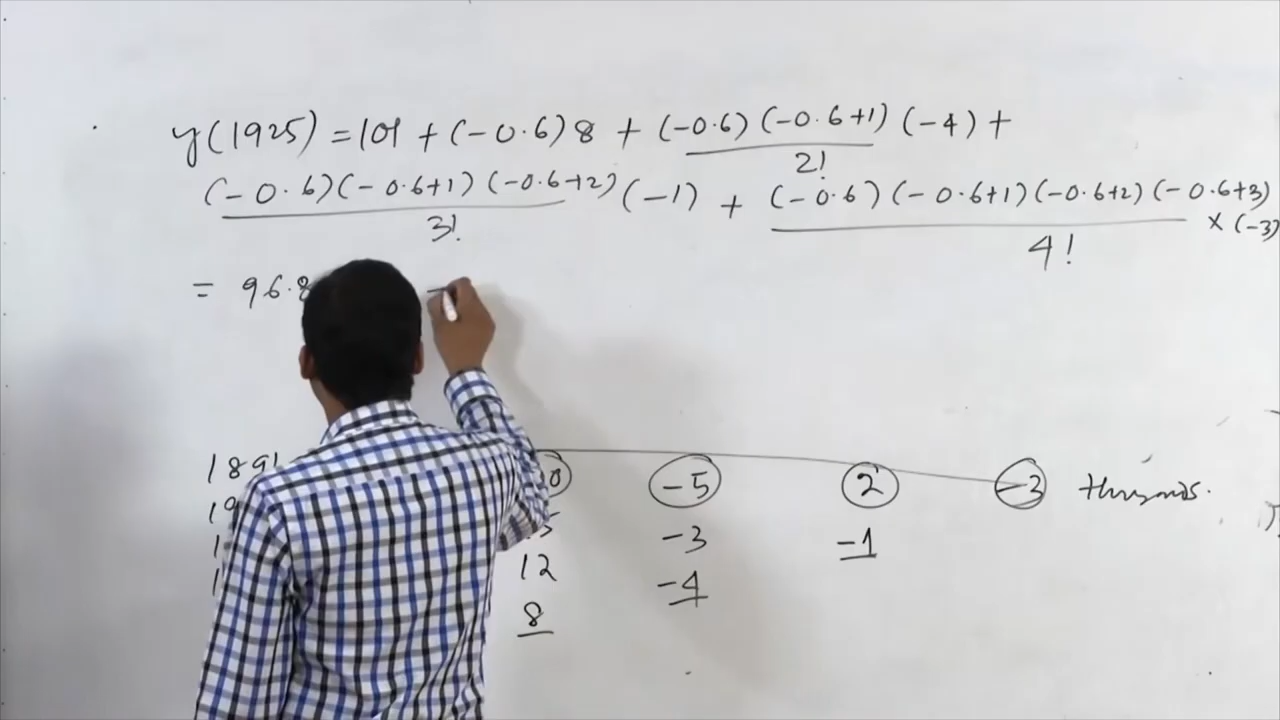 y(1925) = 101 + (-0.6)8 + (-0.6)(-0.6+1)/2! (-4) +
(-0.6)(-0.6+1)(-0.6+2)/3! (-1) + (-0.6)(-0.6+1)(-0.6+2)(-0.6+3)/4! × (-3)
= 96.8
1891 -5 2 -3 thousands.
-3 -1
12 -4
8